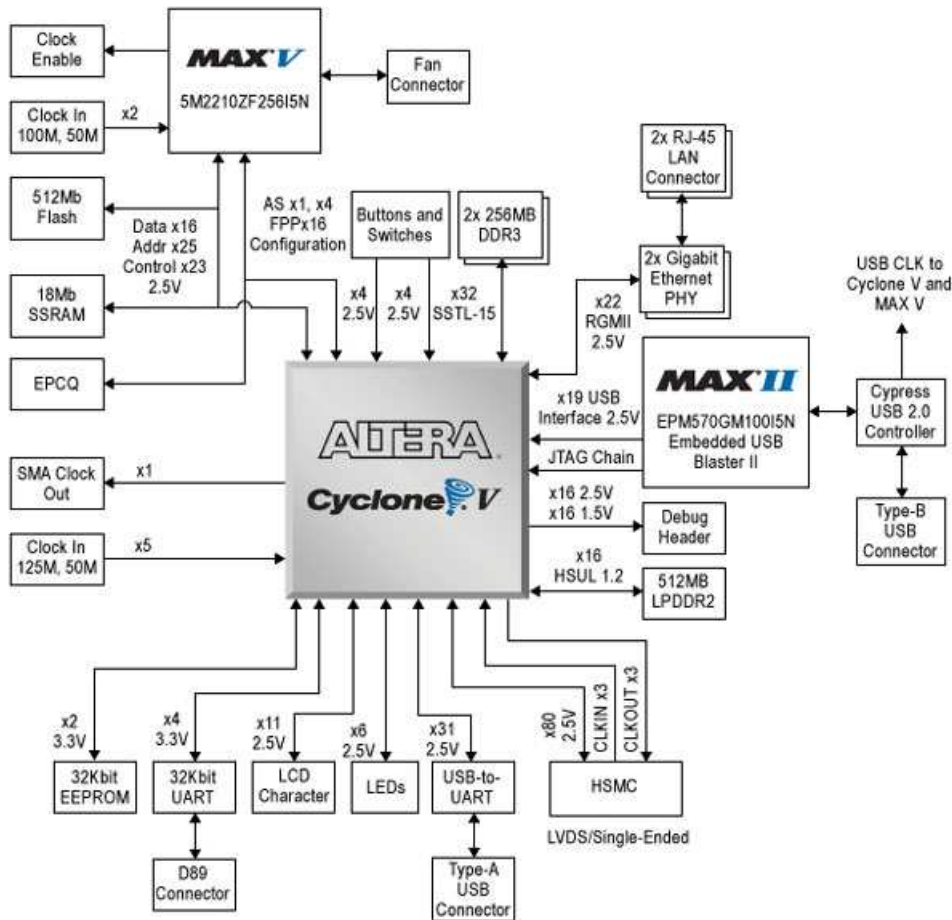 Clock
Enable
MAX V
5M2210ZF256I5N
Fan
Connector
Clock In
100M, 50M
x2
2x RJ-45
LAN
Connector
512Mb
Flash
Data x16
Addr x25
Control x23
2.5V
AS x1, x4
FPPx16
Configuration
Buttons and
Switches
2x 256MB
DDR3
2x Gigabit
Ethernet
PHY
USB CLK to
Cyclone V and
MAX V
18Mb
SSRAM
x4
2.5V
x4
2.5V
x32
SSTL-15
x22
RGMII
2.5V
EPCQ
MAX II
EPM570GM100I5N
Embedded USB
Blaster II
Cypress
USB 2.0
Controller
x19 USB
Interface 2.5V
JTAG Chain
ALTERA
Cyclone V
SMA Clock
Out
x1
x16 2.5V
x16 1.5V
Debug
Header
Type-B
USB
Connector
Clock In
125M, 50M
x5
x16
HSUL 1.2
512MB
LPDDR2
x2
3.3V
x4
3.3V
x11
2.5V
x6
2.5V
x31
2.5V
x80
2.5V
CLKIN x3
CLKOUT x3
32Kbit
EEPROM
32Kbit
UART
LCD
Character
LEDs
USB-to-
UART
HSMC
LVDS/Single-Ended
D89
Connector
Type-A
USB
Connector